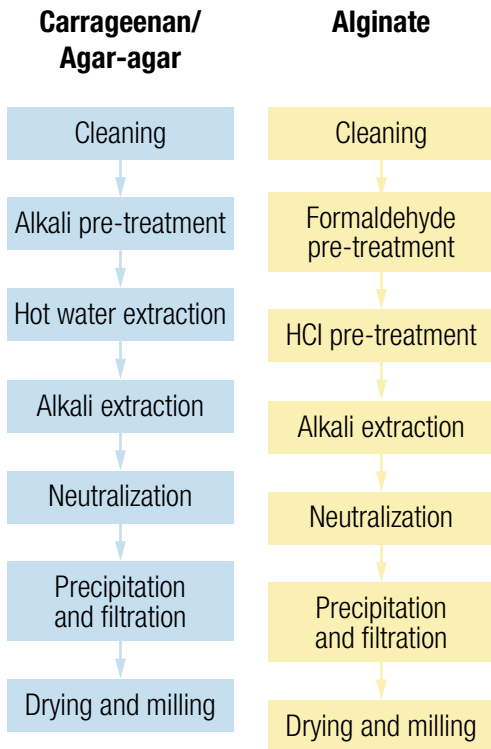 Carrageenan/
Agar-agar
Cleaning
Alkali pre-treatment
Hot water extraction
Alkali extraction
Neutralization
Precipitation
and filtration
Drying and milling
Alginate
Cleaning
Formaldehyde
pre-treatment
HCl pre-treatment
Alkali extraction
Neutralization
Precipitation
and filtration
Drying and milling